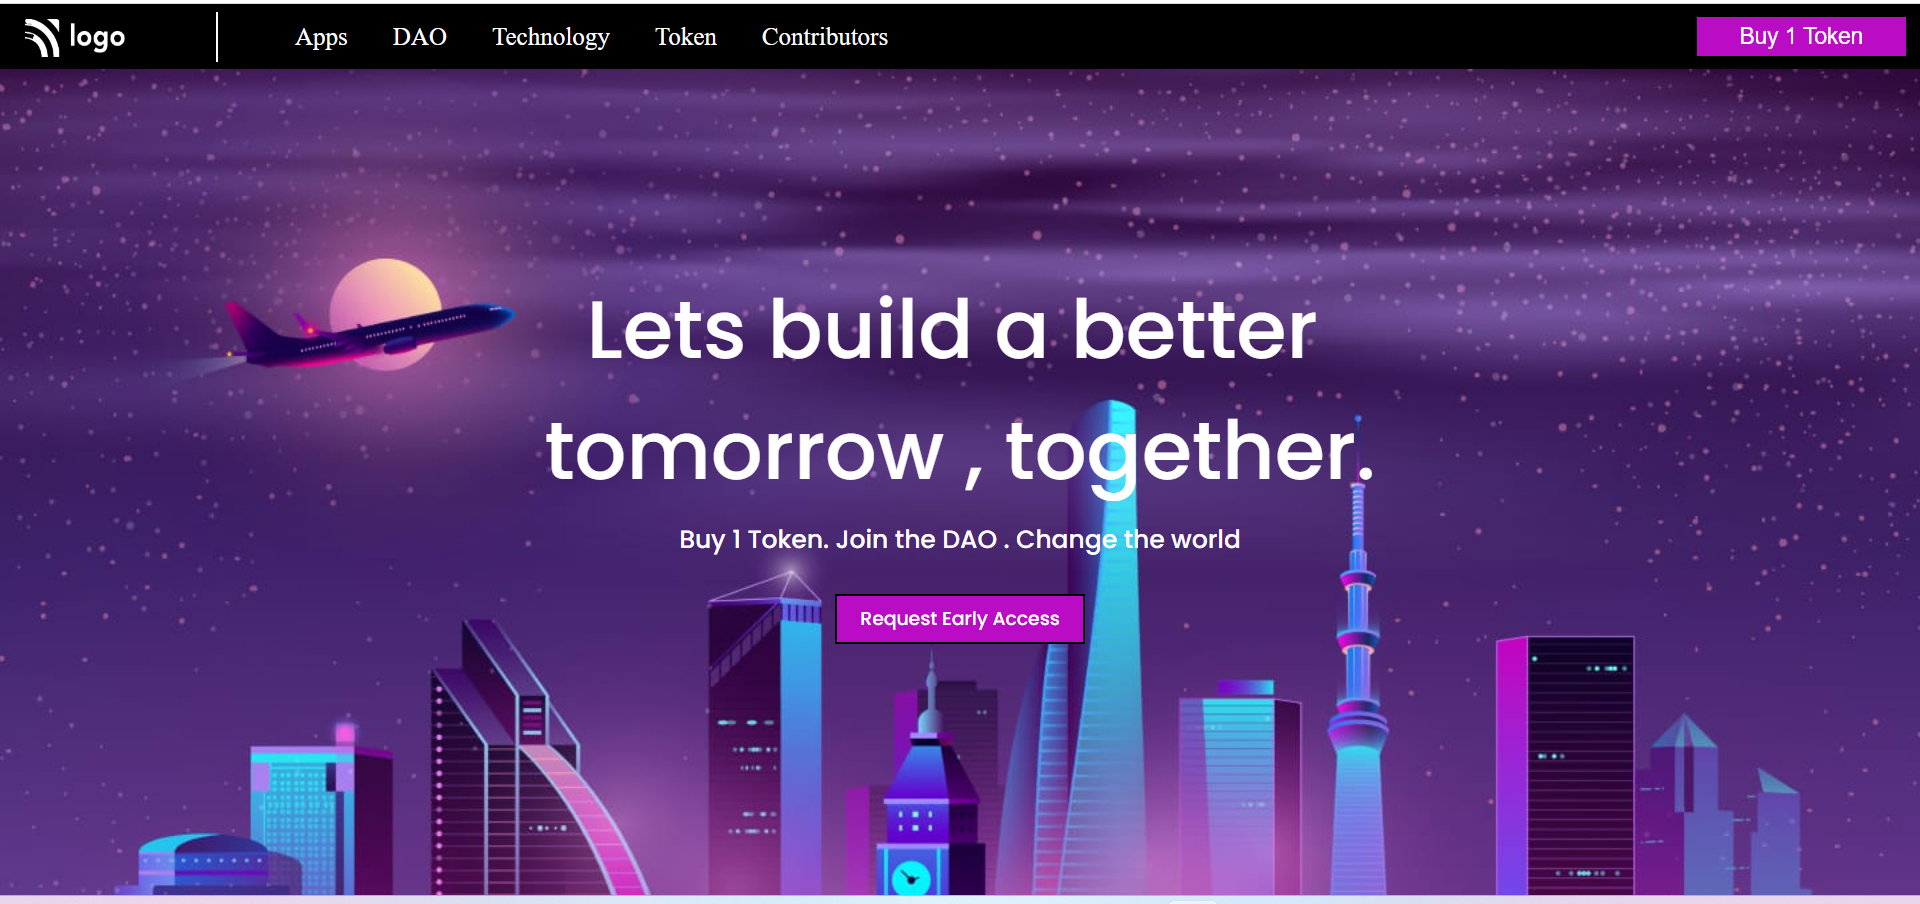 logo
Apps DAO Technology Token Contributors
Buy 1 Token
Lets build a better
tomorrow , together.
Buy 1 Token. Join the DAO . Change the world
Request Early Access